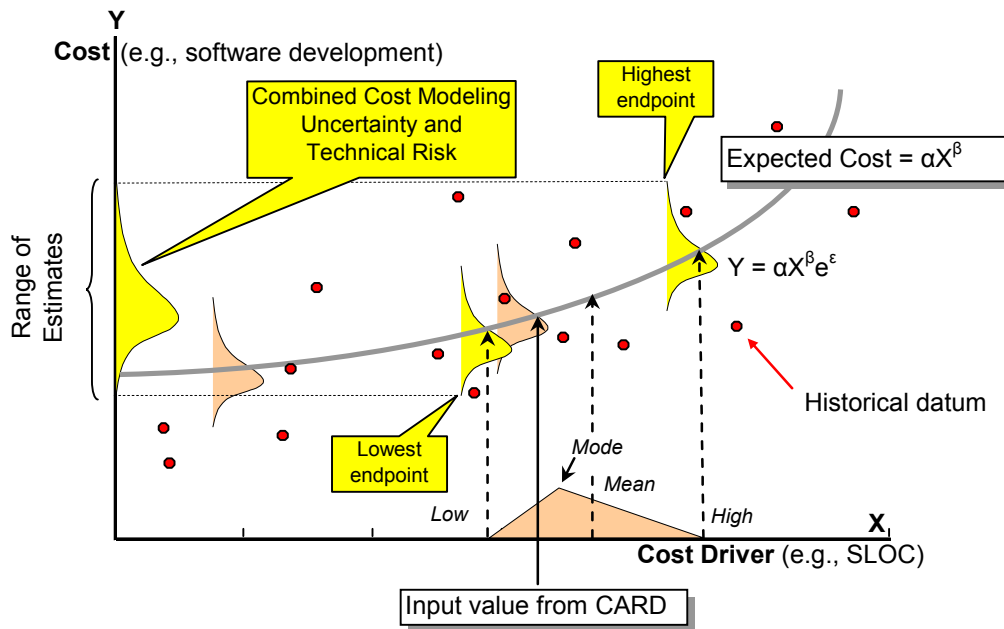 Y
Cost (e.g., software development)
Highest
endpoint
Combined Cost Modeling
Uncertainty and
Technical Risk
Expected Cost = αX^β
Y = αX^βe^ε
Range of
Estimates
Historical datum
Lowest
endpoint
Mode
Mean
Low
High
X
Cost Driver (e.g., SLOC)
Input value from CARD